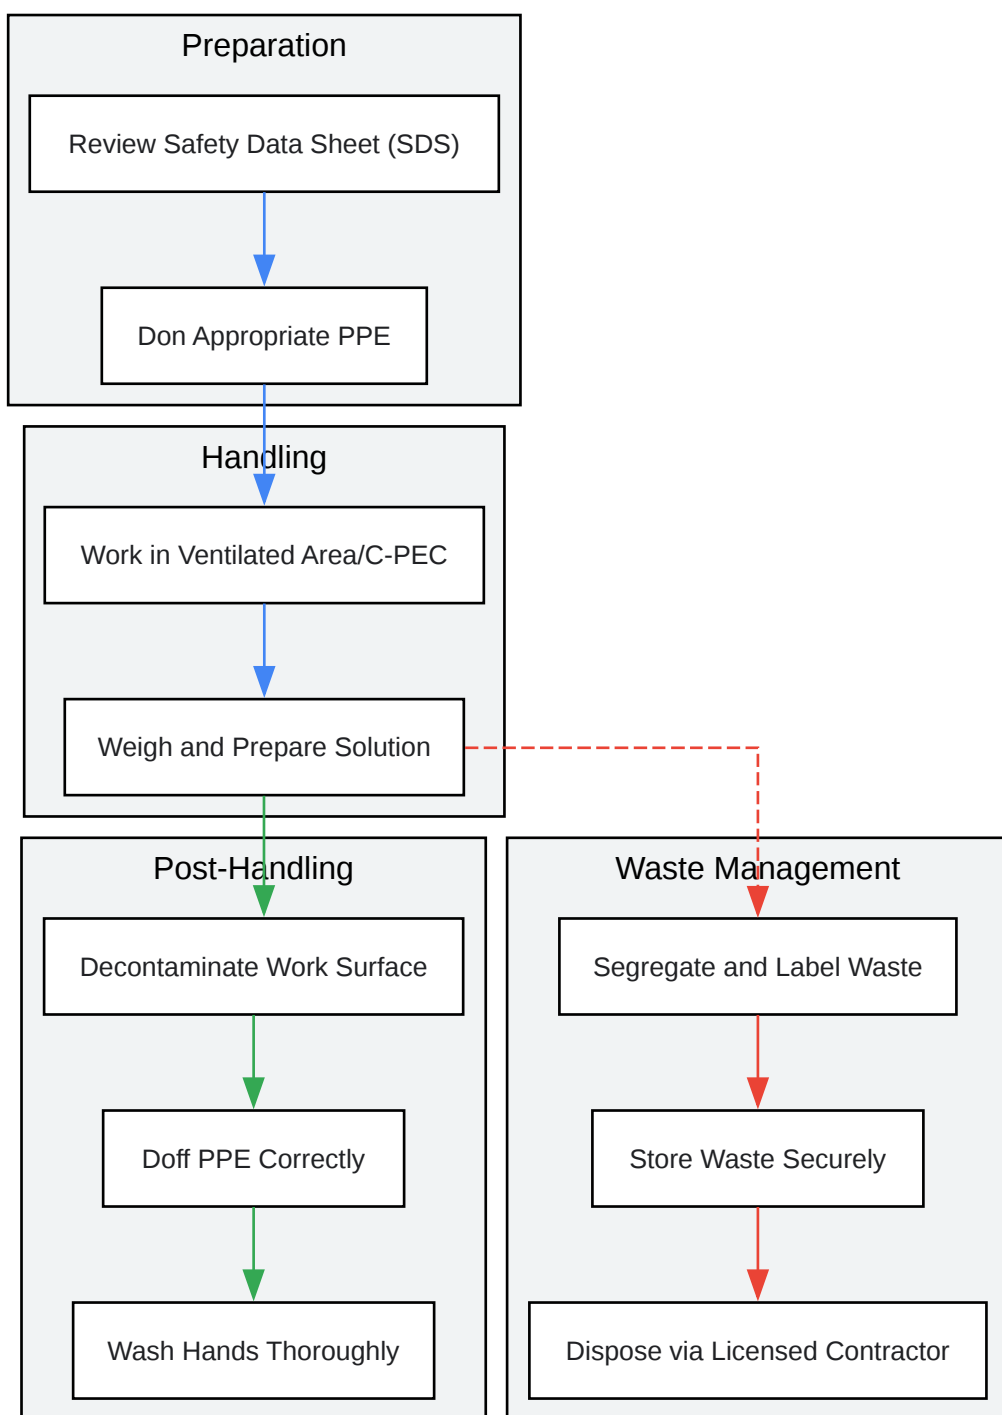 Preparation
Review Safety Data Sheet (SDS)
Don Appropriate PPE
Handling
Work in Ventilated Area/C-PEC
Weigh and Prepare Solution
Post-Handling
Decontaminate Work Surface
Doff PPE Correctly
Wash Hands Thoroughly
Waste Management
Segregate and Label Waste
Store Waste Securely
Dispose via Licensed Contractor